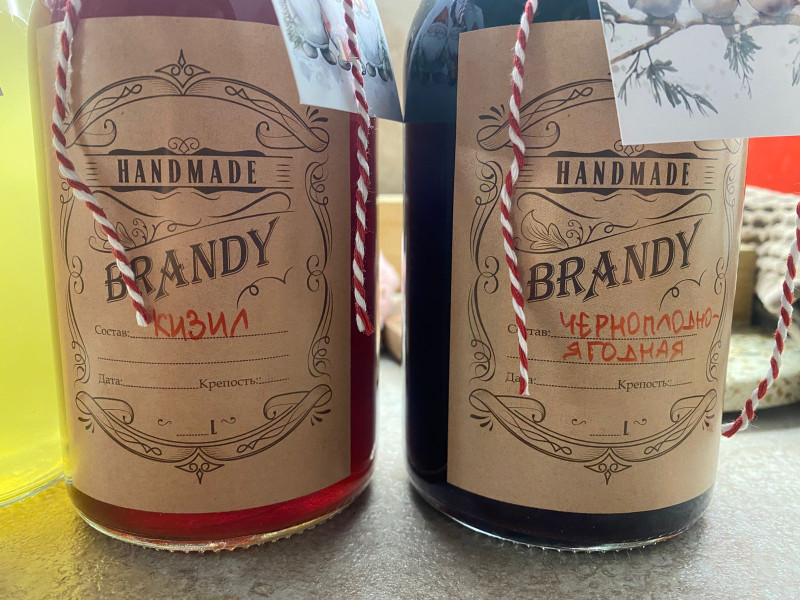 HANDMADE
BRANDY
Состав: КИЗИЛ
Дата: Крепость:
L
HANDMADE
BRANDY
Состав: ЧЕРНОПЛОДНО-
ЯГОДНАЯ
Дата: Крепость:
L